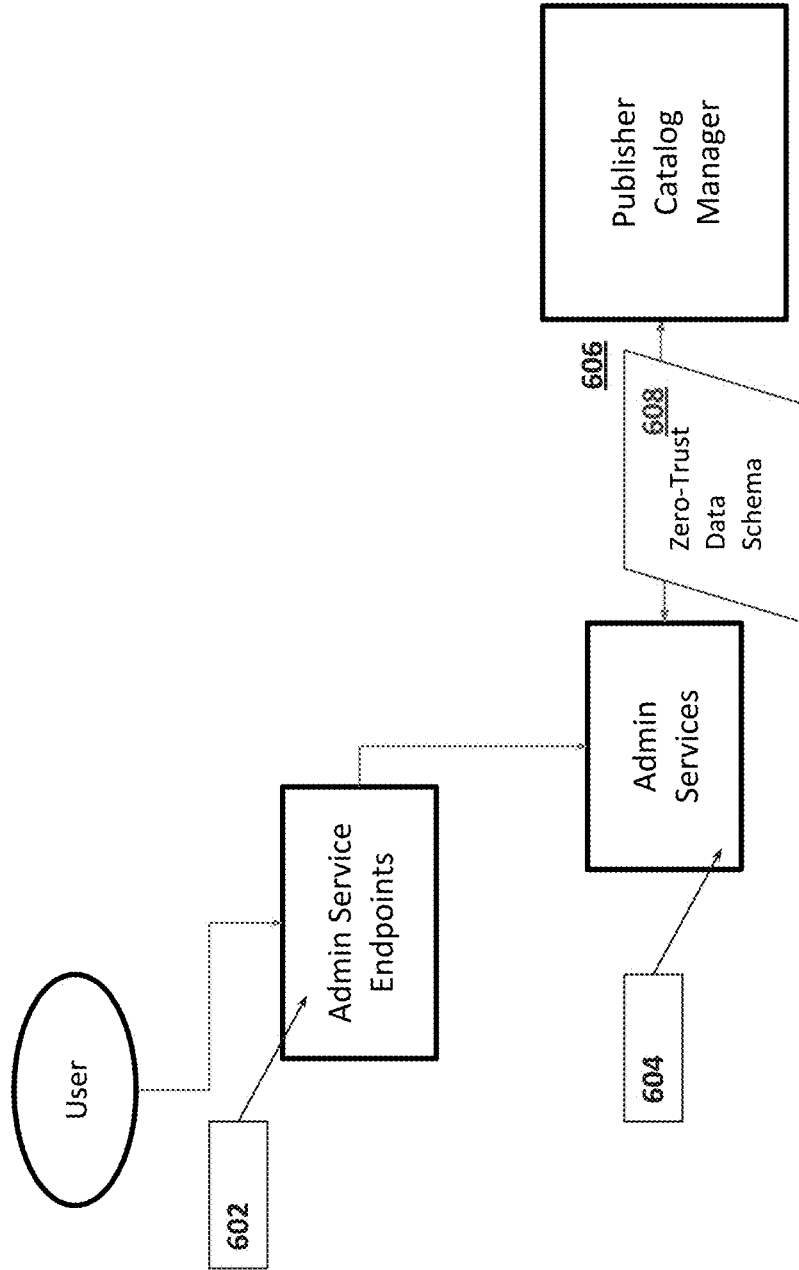 User
602
Admin Service
Endpoints
604
Admin
Services
606
608
Zero-Trust
Data
Schema
Publisher
Catalog
Manager